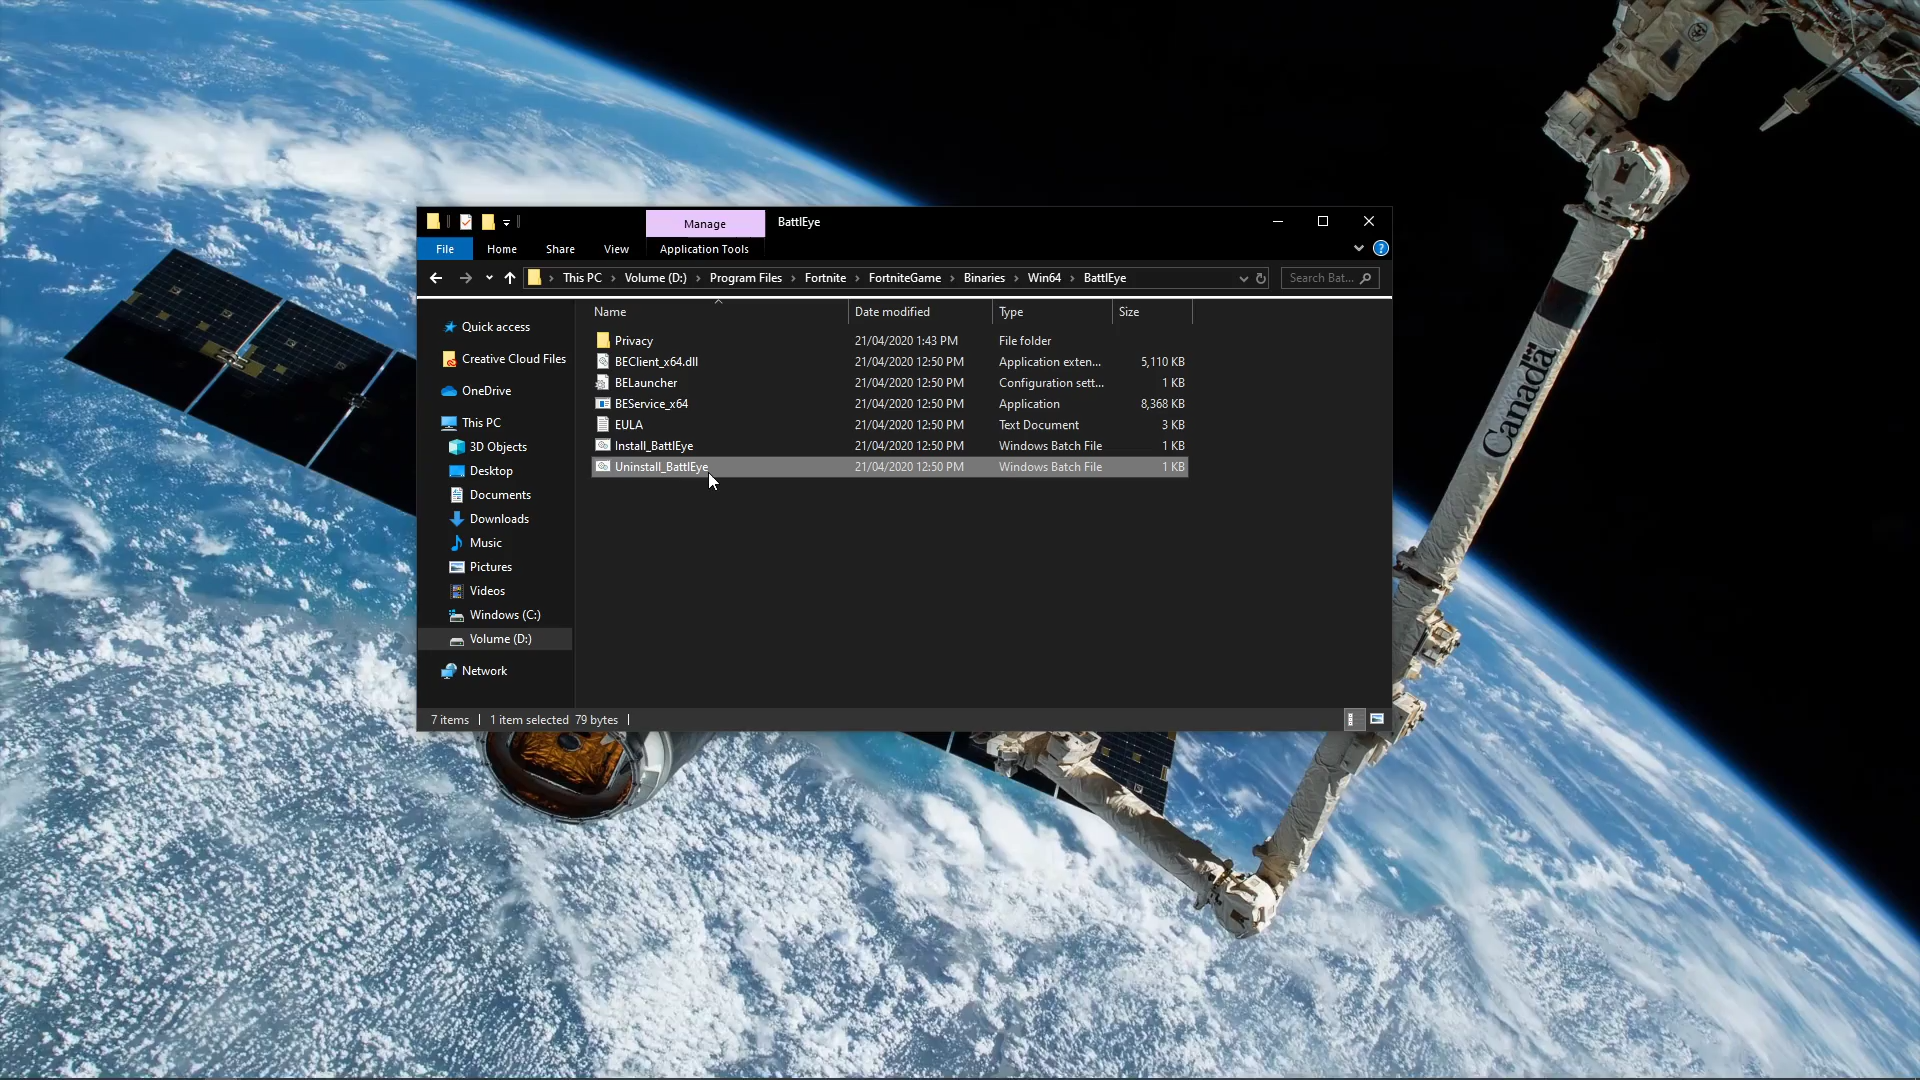 Manage
BattlEye
File
Home
Share
View
Application Tools
This PC
Volume (D:)
Program Files
Fortnite
FortniteGame
Binaries
Win64
BattlEye
Search Bat...
Name
Date modified
Type
Size
Privacy 21/04/2020 1:43 PM File folder
BEClient_x64.dll 21/04/2020 12:50 PM Application exten... 5,110 KB
BELauncher 21/04/2020 12:50 PM Configuration sett... 1 KB
BEService_x64 21/04/2020 12:50 PM Application 8,368 KB
EULA 21/04/2020 12:50 PM Text Document 3 KB
Install_BattlEye 21/04/2020 12:50 PM Windows Batch File 1 KB
Uninstall_BattlEye 21/04/2020 12:50 PM Windows Batch File 1 KB
Quick access
Creative Cloud Files
OneDrive
This PC
3D Objects
Desktop
Documents
Downloads
Music
Pictures
Videos
Windows (C:)
Volume (D:)
Network
7 items
1 item selected 79 bytes
Canada